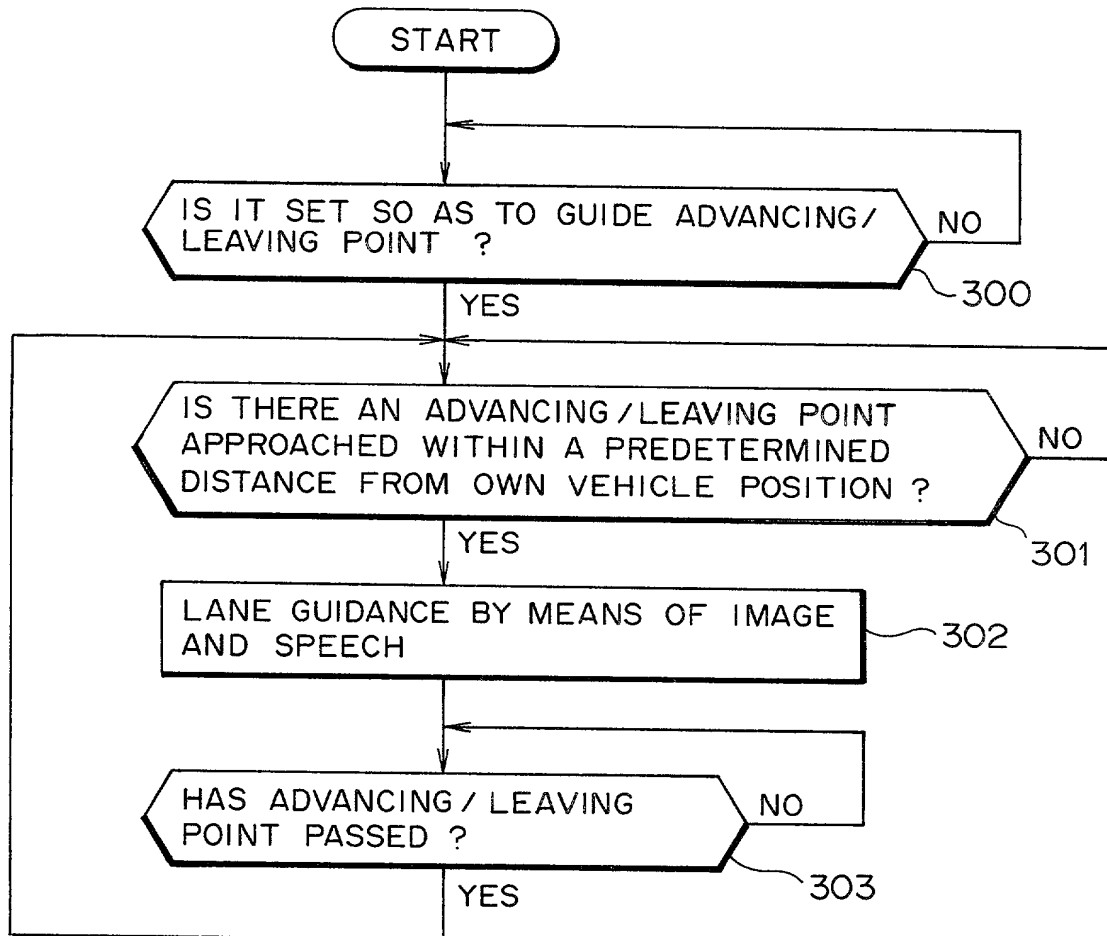 START
IS IT SET SO AS TO GUIDE ADVANCING/
LEAVING POINT ?
NO
300
YES
IS THERE AN ADVANCING/LEAVING POINT
APPROACHED WITHIN A PREDETERMINED
DISTANCE FROM OWN VEHICLE POSITION ?
NO
301
YES
LANE GUIDANCE BY MEANS OF IMAGE
AND SPEECH
302
HAS ADVANCING/LEAVING
POINT PASSED ?
NO
303
YES